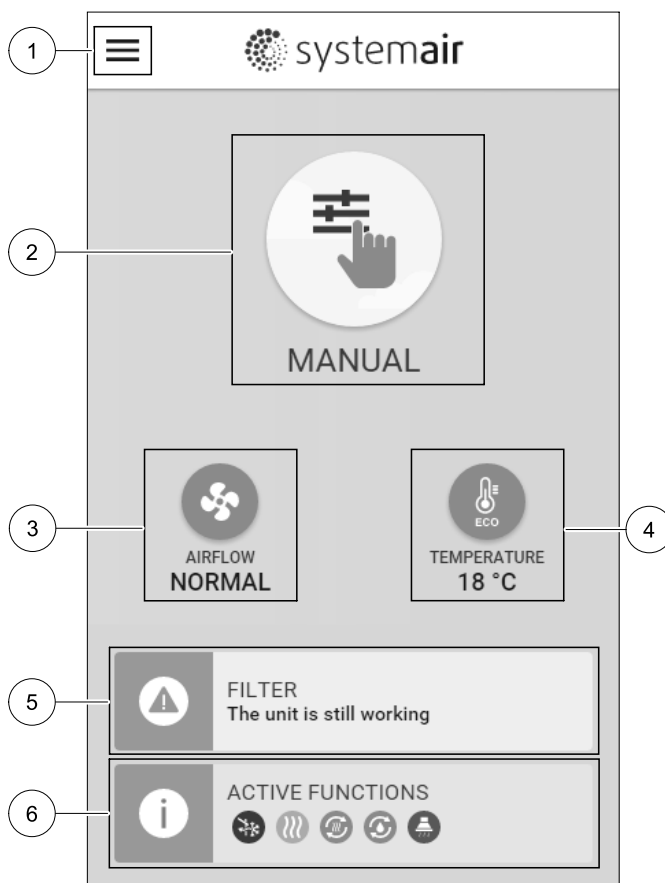 1
systemair
2
MANUAL
3
AIRFLOW
NORMAL
ECO
TEMPERATURE
18 °C
4
5
FILTER
The unit is still working
6
ACTIVE FUNCTIONS